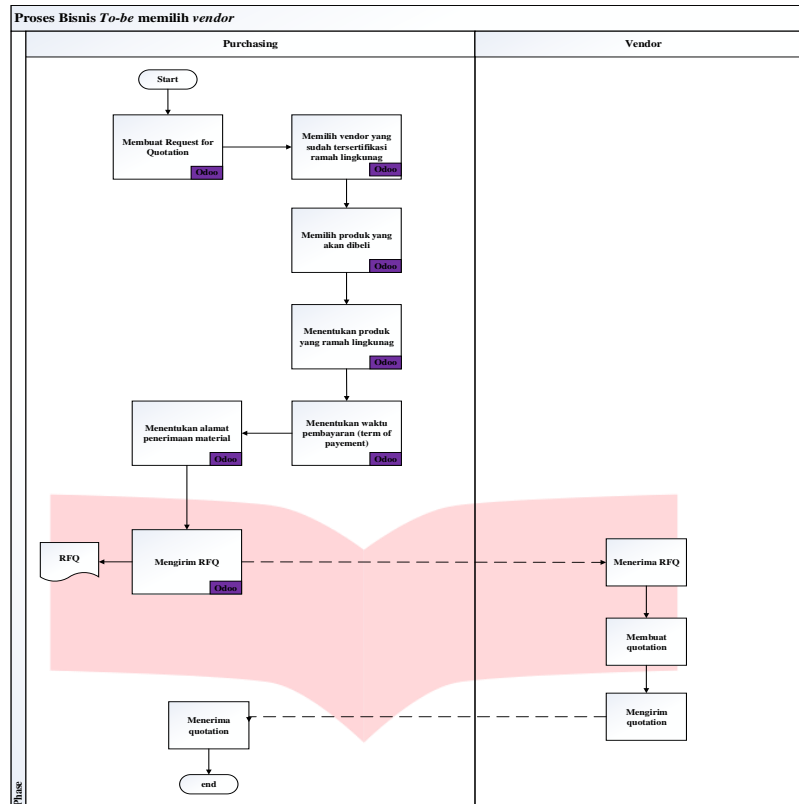 Proses Bisnis To-be memilih vendor
Purchasing
Vendor
Start
Membuat Request for
Quotation
Odoo
Memilih vendor yang
sudah tersertifikasi
ramah lingkunag
Odoo
Memilih produk yang
akan dibeli
Odoo
Menentukan produk
yang ramah lingkunag
Odoo
Menentukan waktu
pembayaran (term of
payement)
Odoo
Menentukan alamat
penerimaan material
Odoo
Mengirim RFQ
Odoo
RFQ
Menerima RFQ
Membuat
quotation
Mengirim
quotation
Menerima
quotation
end
Phase